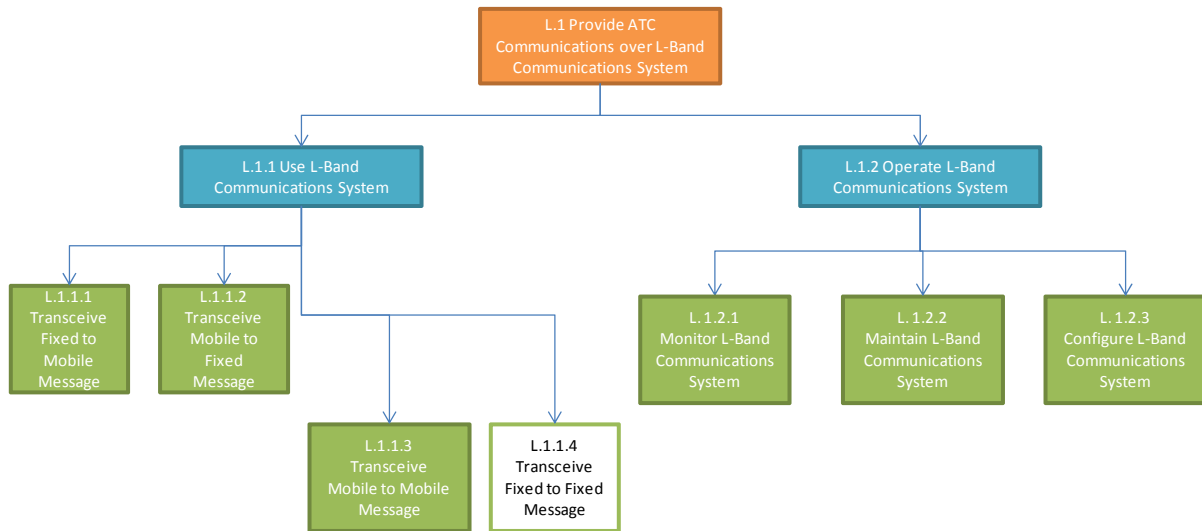 L.1 Provide ATC
Communications over L-Band
Communications System
L.1.1 Use L-Band
Communications System
L.1.2 Operate L-Band
Communications System
L.1.1.1
Transceive
Fixed to
Mobile
Message
L.1.1.2
Transceive
Mobile to
Fixed
Message
L. 1.2.1
Monitor L-Band
Communications
System
L. 1.2.2
Maintain L-Band
Communications
System
L. 1.2.3
Configure L-Band
Communications
System
L.1.1.3
Transceive
Mobile to Mobile
Message
L.1.1.4
Transceive
Fixed to Fixed
Message